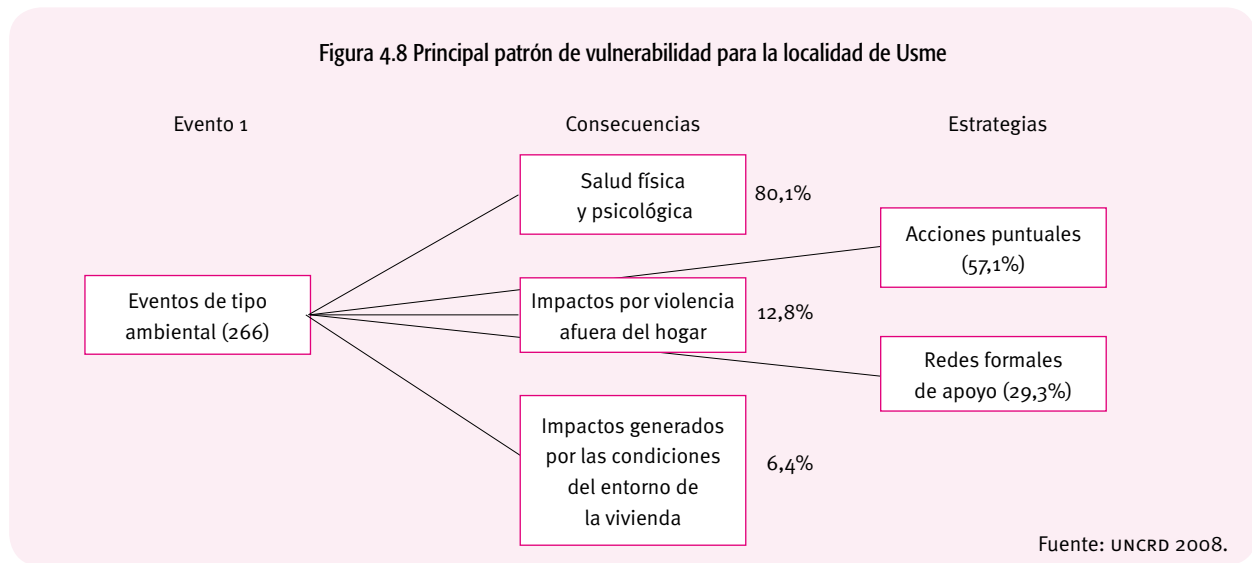 Figura 4.8 Principal patrón de vulnerabilidad para la localidad de Usme
Evento 1
Consecuencias
Estrategias
Eventos de tipo
ambiental (266)
Salud física
y psicológica
80,1%
Impactos por violencia
afuera del hogar
12,8%
Impactos generados
por las condiciones
del entorno de
la vivienda
6,4%
Acciones puntuales
(57,1%)
Redes formales
de apoyo (29,3%)
Fuente: UNCRD 2008.